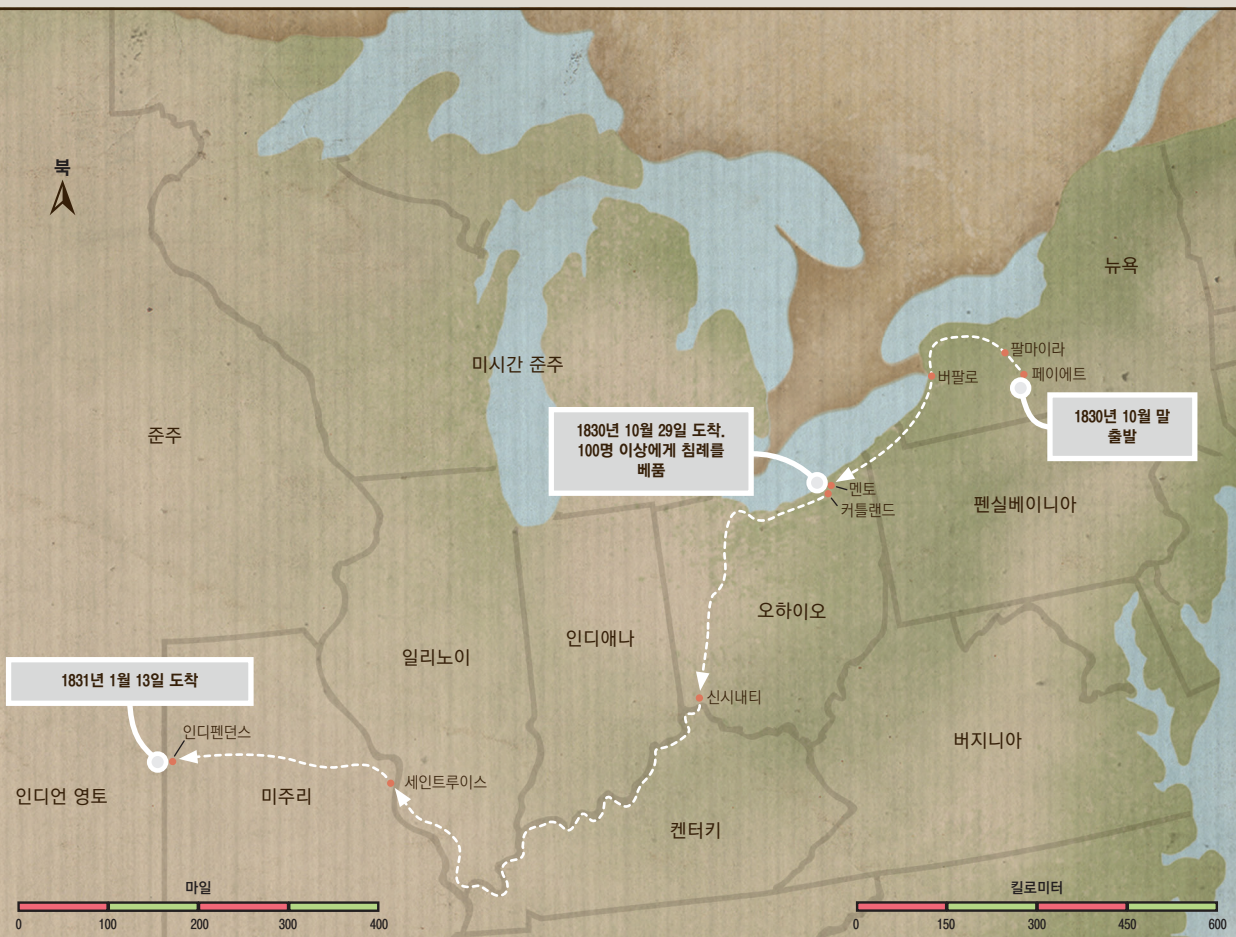 북
뉴욕
팔마이라
페이에트
버팔로
미시간 준주
1830년 10월 말
출발
1830년 10월 29일 도착.
100명 이상에게 침례를
베품
준주
멘토
커틀랜드
펜실베이니아
오하이오
인디애나
일리노이
1831년 1월 13일 도착
신시내티
인디펜던스
버지니아
세인트루이스
인디언 영토
미주리
켄터키
마일
0 100 200 300 400
킬로미터
0 150 300 450 600